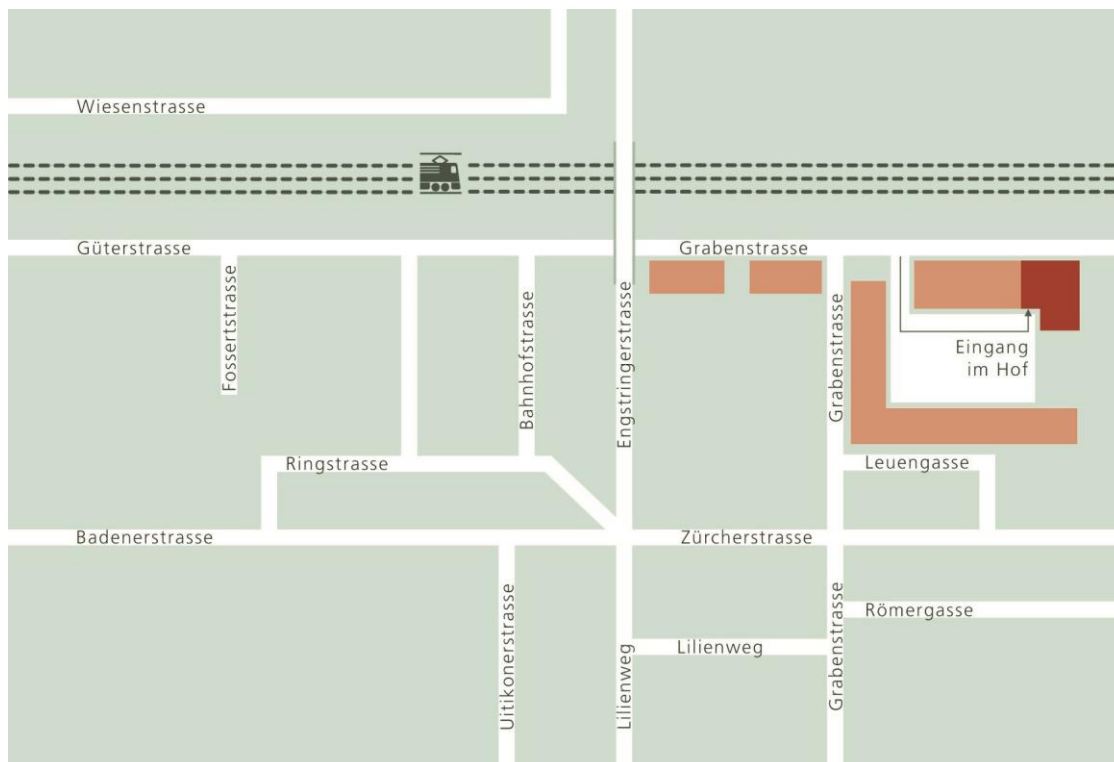 Wiesenstrasse
Güterstrasse
Grabenstrasse
Fossertstrasse
Bahnhofstrasse
Engstringerstrasse
Grabenstrasse
Eingang
im Hof
Ringstrasse
Leuengasse
Badenerstrasse
Zürcherstrasse
Uitikonerstrasse
Lilienweg
Lilienweg
Grabenstrasse
Römergasse